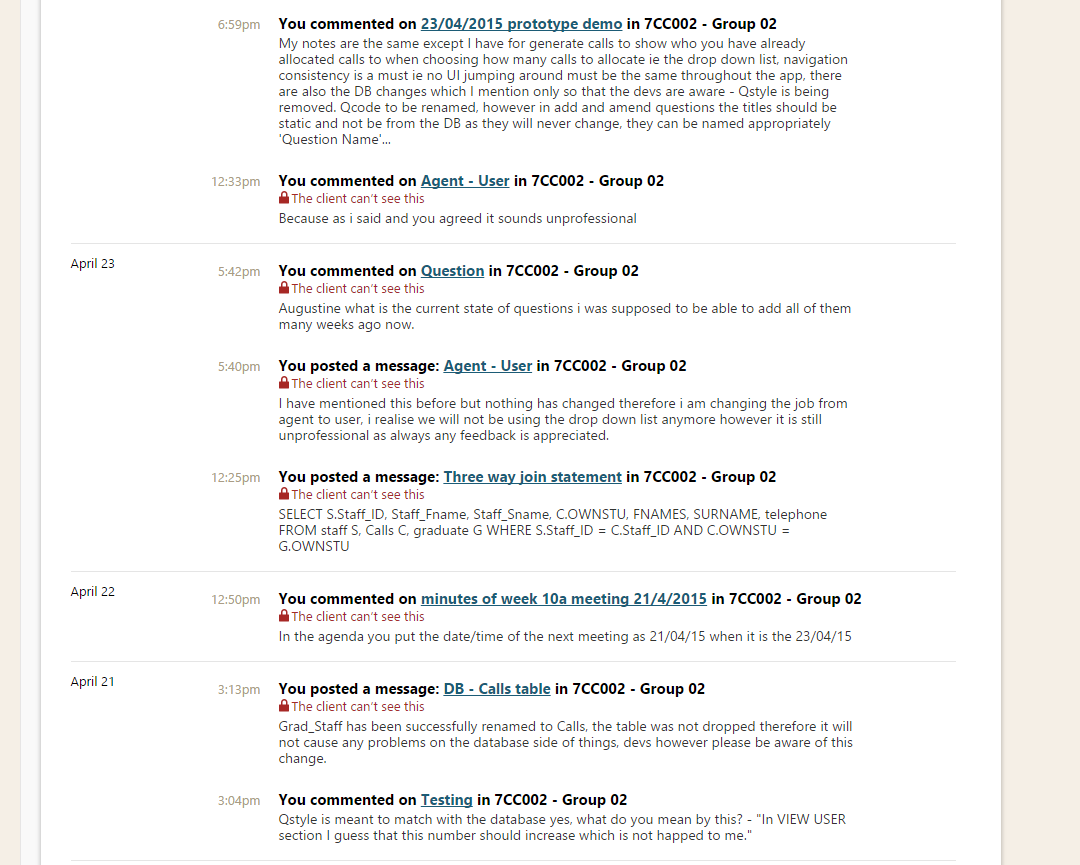 6:59pm You commented on 23/04/2015 prototype demo in 7CC002 - Group 02
My notes are the same except I have for generate calls to show who you have already
allocated calls to when choosing how many calls to allocate ie the drop down list, navigation
consistency is a must ie no UI jumping around must be the same throughout the app, there
are also the DB changes which I mention only so that the devs are aware - Qstyle is being
removed. Qcode to be renamed, however in add and amend questions the titles should be
static and not be from the DB as they will never change, they can be named appropriately
'Question Name'...
12:33pm You commented on Agent - User in 7CC002 - Group 02
The client can't see this
Because as i said and you agreed it sounds unprofessional
April 23
5:42pm You commented on Question in 7CC002 - Group 02
The client can't see this
Augustine what is the current state of questions i was supposed to be able to add all of them
many weeks ago now.
5:40pm You posted a message: Agent - User in 7CC002 - Group 02
The client can't see this
I have mentioned this before but nothing has changed therefore i am changing the job from
agent to user, i realise we will not be using the drop down list anymore however it is still
unprofessional as always any feedback is appreciated.
12:25pm You posted a message: Three way join statement in 7CC002 - Group 02
The client can't see this
SELECT S.Staff_ID, Staff_Fname, Staff_Sname, C.OWNSTU, FNAMES, SURNAME, telephone
FROM staff S, Calls C, graduate G WHERE S.Staff_ID = C.Staff_ID AND C.OWNSTU =
G.OWNSTU
April 22
12:50pm You commented on minutes of week 10a meeting 21/4/2015 in 7CC002 - Group 02
The client can't see this
In the agenda you put the date/time of the next meeting as 21/04/15 when it is the 23/04/15
April 21
3:13pm You posted a message: DB - Calls table in 7CC002 - Group 02
The client can't see this
Grad_Staff has been successfully renamed to Calls, the table was not dropped therefore it will
not cause any problems on the database side of things, devs however please be aware of this
change.
3:04pm You commented on Testing in 7CC002 - Group 02
Qstyle is meant to match with the database yes, what do you mean by this? - "In VIEW USER
section I guess that this number should increase which is not happed to me."